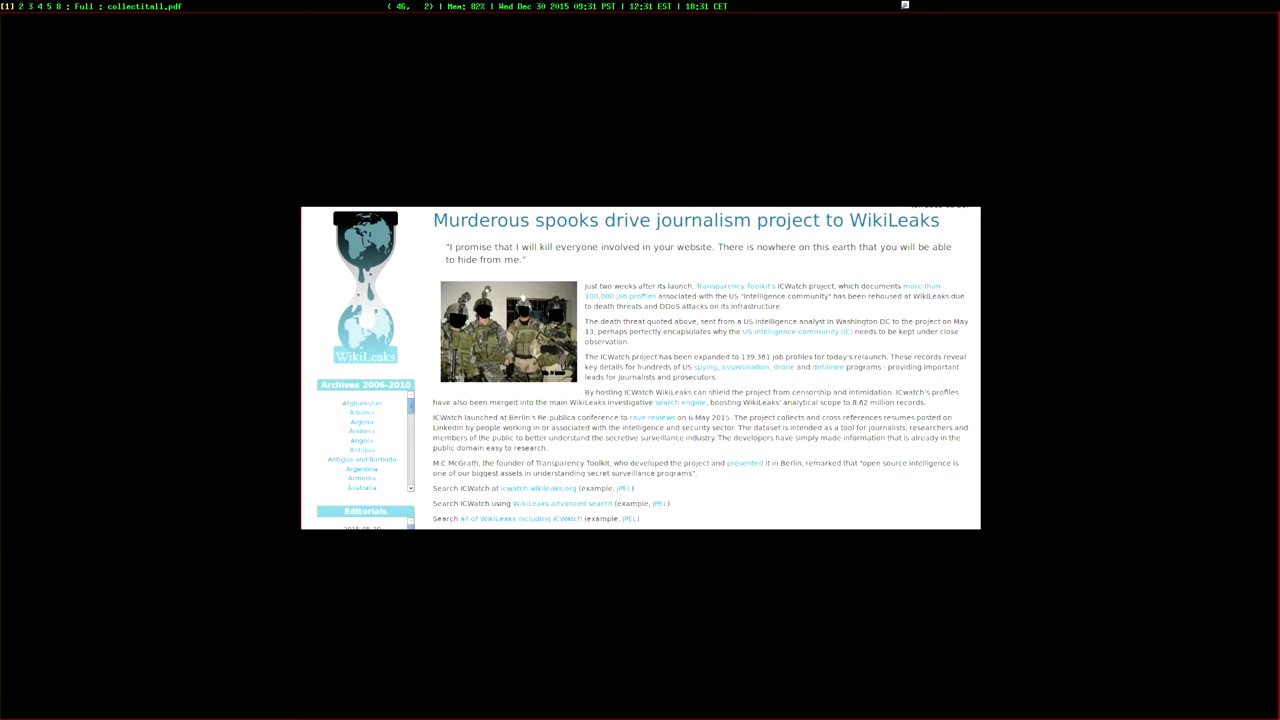 [1] 2 3 4 5 8 : Full : collectitall.pdf
( 46,   2) | Mem: 82% | Wed Dec 30 2015 09:31 PST | 12:31 EST | 18:31 CET
Murderous spooks drive journalism project to WikiLeaks
"I promise that I will kill everyone involved in your website. There is nowhere on this earth that you will be able
to hide from me."
Just two weeks after its launch, Transparency Toolkit's ICWatch project, which documents more than
100,000 job profiles associated with the US "intelligence community" has been rehoused at WikiLeaks due
to death threats and DDoS attacks on its infrastructure.
The death threat quoted above, sent from a US intelligence analyst in Washington DC to the project on May
13, perhaps perfectly encapsulates why the US intelligence community (IC) needs to be kept under close
observation.
The ICWatch project has been expanded to 139,361 job profiles for today's relaunch. These records reveal
key details for hundreds of US spying, assassination, drone and detainee programs - providing important
leads for journalists and prosecutors.
By hosting ICWatch WikiLeaks can shield the project from censorship and intimidation. ICwatch's profiles
have also been merged into the main WikiLeaks investigative search engine, boosting WikiLeaks' analytical scope to 8.62 million records.
ICWatch launched at Berlin's Re:publica conference to rave reviews on 6 May 2015. The project collects and cross references resumes posted on
LinkedIn by people working in or associated with the intelligence and security sector. The dataset is intended as a tool for journalists, researchers and
members of the public to better understand the secretive surveillance industry. The developers have simply made information that is already in the
public domain easy to research.
M.C McGrath, the founder of Transparency Toolkit, who developed the project and presented it in Berlin, remarked that "open source intelligence is
one of our biggest assets in understanding secret surveillance programs".
Search ICWatch at icwatch.wikileaks.org (example, JPEL)
Search ICWatch using WikiLeaks advanced search (example, JPEL)
Search all of WikiLeaks including ICWatch (example, JPEL)
WikiLeaks
Archives 2006-2010
Afghanistan
Albania
Algeria
Andorra
Angola
Antigua
Antigua and Barbuda
Argentina
Armenia
Australia
Editorials